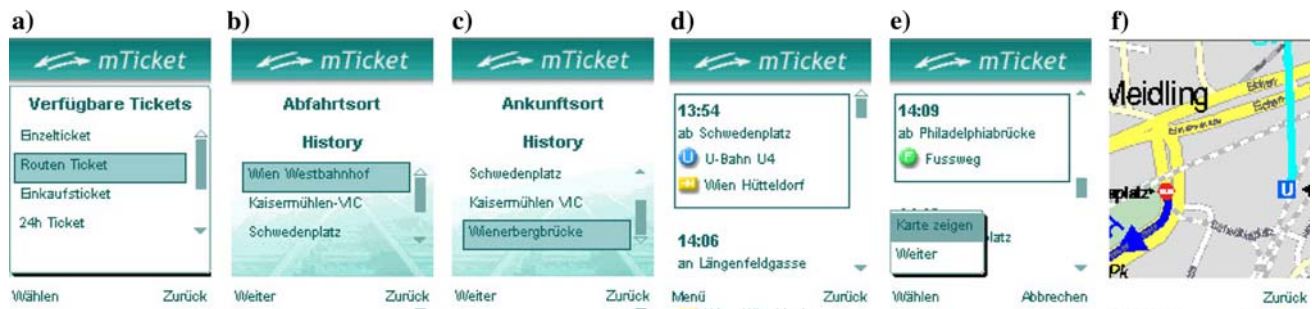 a)
mTicket
Verfügbare Tickets
Einzelticket
Routen Ticket
Einkaufsticket
24h Ticket
Wählen Zurück
b)
mTicket
Abfahrtsort
History
Wien Westbahnhof
Kaisermühlen-VIC
Schwedenplatz
Weiter Zurück
c)
mTicket
Ankunftsort
History
Schwedenplatz
Kaisermühlen VIC
Wienerbergbrücke
Weiter Zurück
d)
mTicket
13:54
ab Schwedenplatz
U U-Bahn U4
Wien Hütteldorf
14:06
an Längenfeldgasse
Menü Zurück
e)
mTicket
14:09
ab Philadelphiabrücke
F Fussweg
Karte zeigen
latz
Weiter
Wählen Abbrechen
f)
Meidling
U
Pk
Zurück